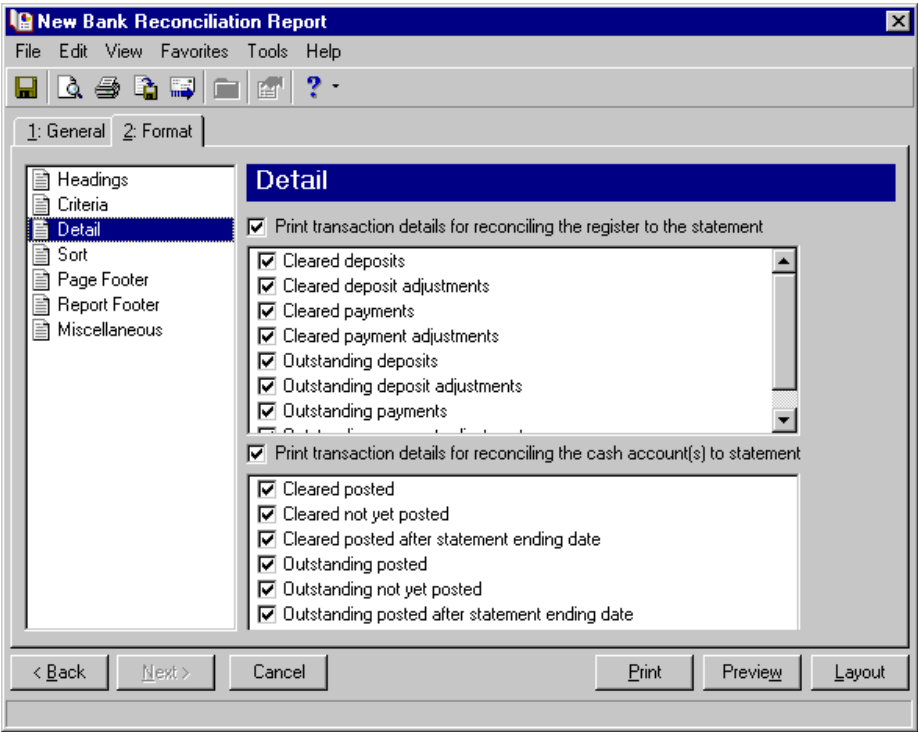 New Bank Reconciliation Report
File Edit View Favorites Tools Help
?
1: General 2: Format
Headings
Criteria
Detail
Sort
Page Footer
Report Footer
Miscellaneous
Detail
Print transaction details for reconciling the register to the statement
Cleared deposits
Cleared deposit adjustments
Cleared payments
Cleared payment adjustments
Outstanding deposits
Outstanding deposit adjustments
Outstanding payments
Print transaction details for reconciling the cash account(s) to statement
Cleared posted
Cleared not yet posted
Cleared posted after statement ending date
Outstanding posted
Outstanding not yet posted
Outstanding posted after statement ending date
< Back Next > Cancel Print Preview Layout